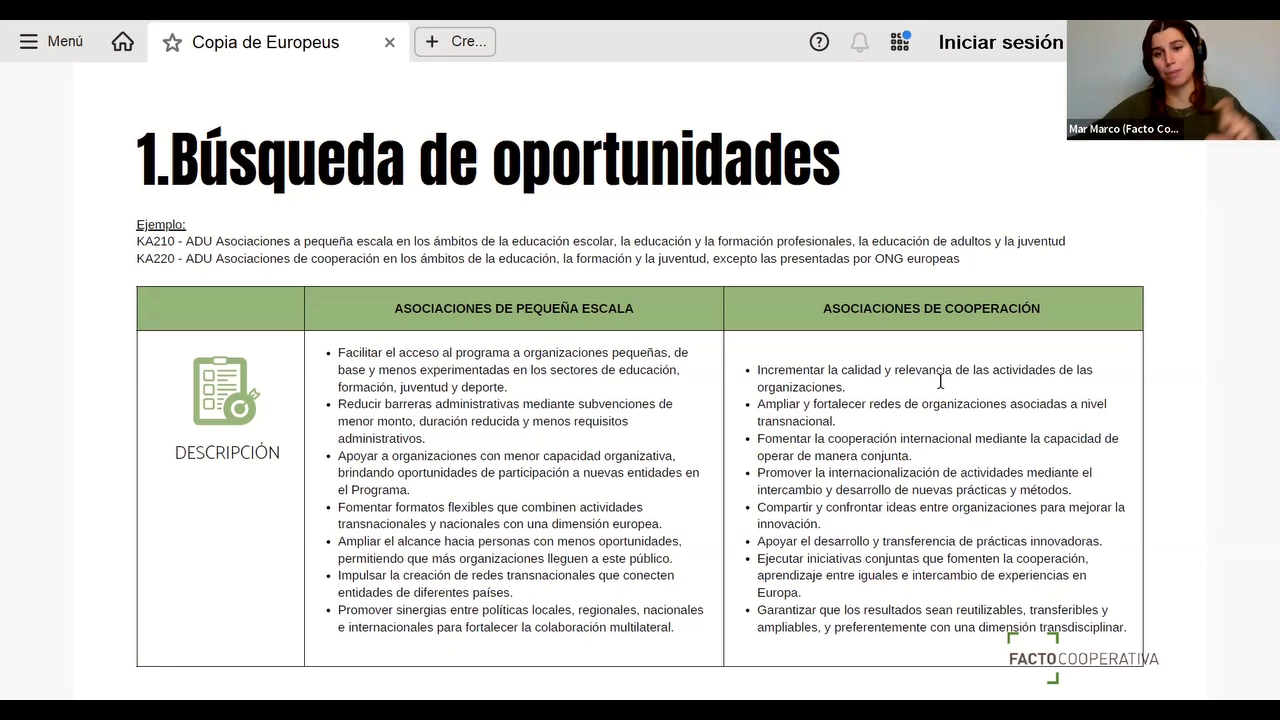 Menú
Copia de Europeus
Cre...
Iniciar sesión
Mar Marco (Facto Co...
1.Búsqueda de oportunidades
Ejemplo:
KA210 - ADU Asociaciones a pequeña escala en los ámbitos de la educación escolar, la educación y la formación profesionales, la educación de adultos y la juventud
KA220 - ADU Asociaciones de cooperación en los ámbitos de la educación, la formación y la juventud, excepto las presentadas por ONG europeas
ASOCIACIONES DE PEQUEÑA ESCALA
ASOCIACIONES DE COOPERACIÓN
DESCRIPCIÓN
• Facilitar el acceso al programa a organizaciones pequeñas, de
base y menos experimentadas en los sectores de educación,
formación, juventud y deporte.
• Reducir barreras administrativas mediante subvenciones de
menor monto, duración reducida y menos requisitos
administrativos.
• Apoyar a organizaciones con menor capacidad organizativa,
brindando oportunidades de participación a nuevas entidades en
el Programa.
• Fomentar formatos flexibles que combinen actividades
transnacionales y nacionales con una dimensión europea.
• Ampliar el alcance hacia personas con menos oportunidades,
permitiendo que más organizaciones lleguen a este público.
• Impulsar la creación de redes transnacionales que conecten
entidades de diferentes países.
• Promover sinergias entre políticas locales, regionales, nacionales
e internacionales para fortalecer la colaboración multilateral.
• Incrementar la calidad y relevancia de las actividades de las
organizaciones.
• Ampliar y fortalecer redes de organizaciones asociadas a nivel
transnacional.
• Fomentar la cooperación internacional mediante la capacidad de
operar de manera conjunta.
• Promover la internacionalización de actividades mediante el
intercambio y desarrollo de nuevas prácticas y métodos.
• Compartir y confrontar ideas entre organizaciones para mejorar la
innovación.
• Apoyar el desarrollo y transferencia de prácticas innovadoras.
• Ejecutar iniciativas conjuntas que fomenten la cooperación,
aprendizaje entre iguales e intercambio de experiencias en
Europa.
• Garantizar que los resultados sean reutilizables, transferibles y
ampliables, y preferentemente con una dimensión transdisciplinar.
FACTOCOOPERATIVA